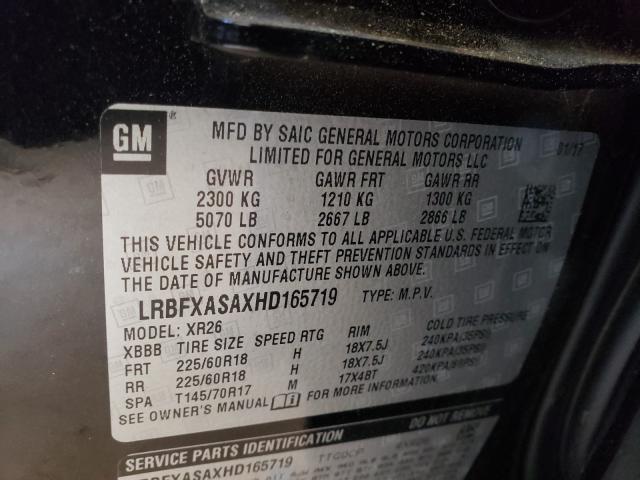 GM
MFD BY SAIC GENERAL MOTORS CORPORATION 01/17
LIMITED FOR GENERAL MOTORS LLC
GVWR GAWR FRT GAWR RR
2300 KG 1210 KG 1300 KG
5070 LB 2667 LB 2866 LB
THIS VEHICLE CONFORMS TO ALL APPLICABLE U.S. FEDERAL MOTOR
VEHICLE SAFETY AND THEFT PREVENTION STANDARDS IN EFFECT ON
THE DATE OF MANUFACTURE SHOWN ABOVE.
LRBFXASAXHD165719 TYPE: M.P.V.
MODEL: XR26
XBBB TIRE SIZE SPEED RTG RIM COLD TIRE PRESSURE
FRT 225/60R18 H 18X7.5J 240KPA(35PSI)
RR 225/60R18 H 18X7.5J 240KPA(35PSI)
SPA T145/70R17 M 17X4BT 420KPA(60PSI)
SEE OWNER'S MANUAL FOR MORE INFORMATION
SERVICE PARTS IDENTIFICATION DO NOT REMOVE
LRBFXASAXHD165719